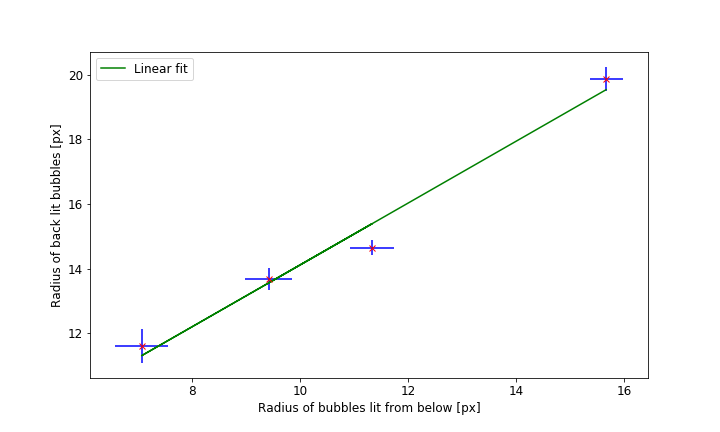 Linear fit
Radius of back lit bubbles [px]
20
18
16
14
12
8 10 12 14 16
Radius of bubbles lit from below [px]